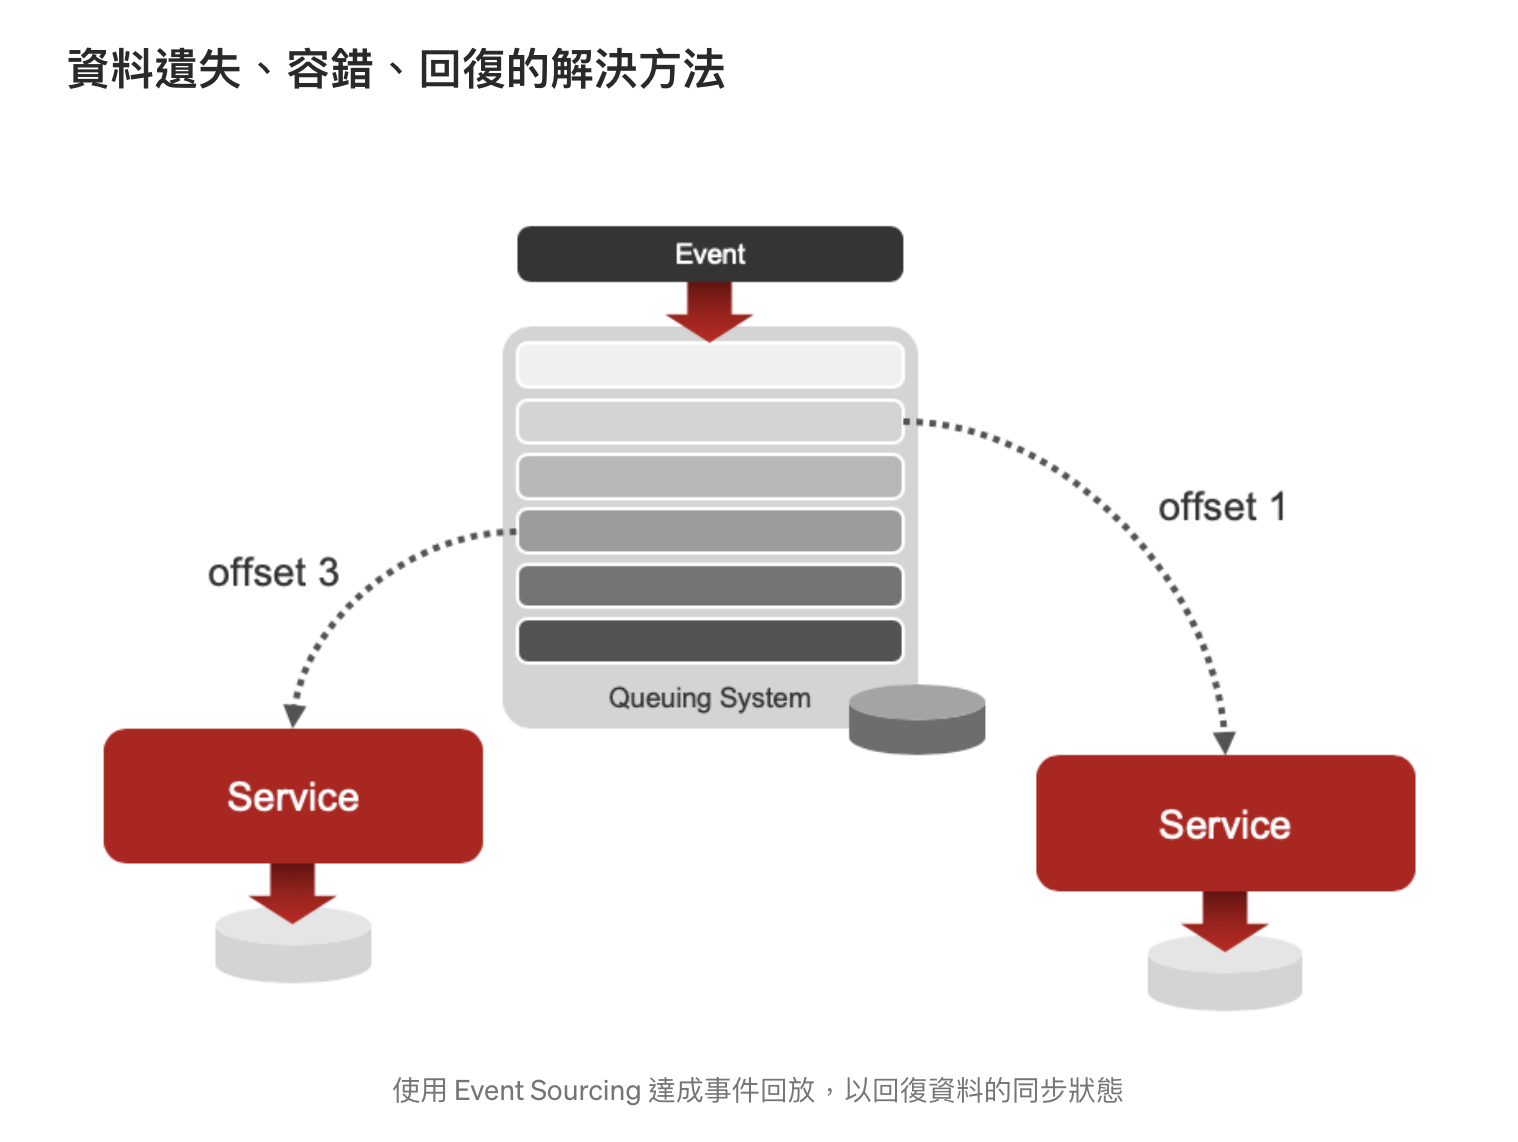 資料遺失、容錯、回復的解決方法
Event
offset 1
offset 3
Queuing System
Service
Service
使用 Event Sourcing 達成事件回放，以回復資料的同步狀態